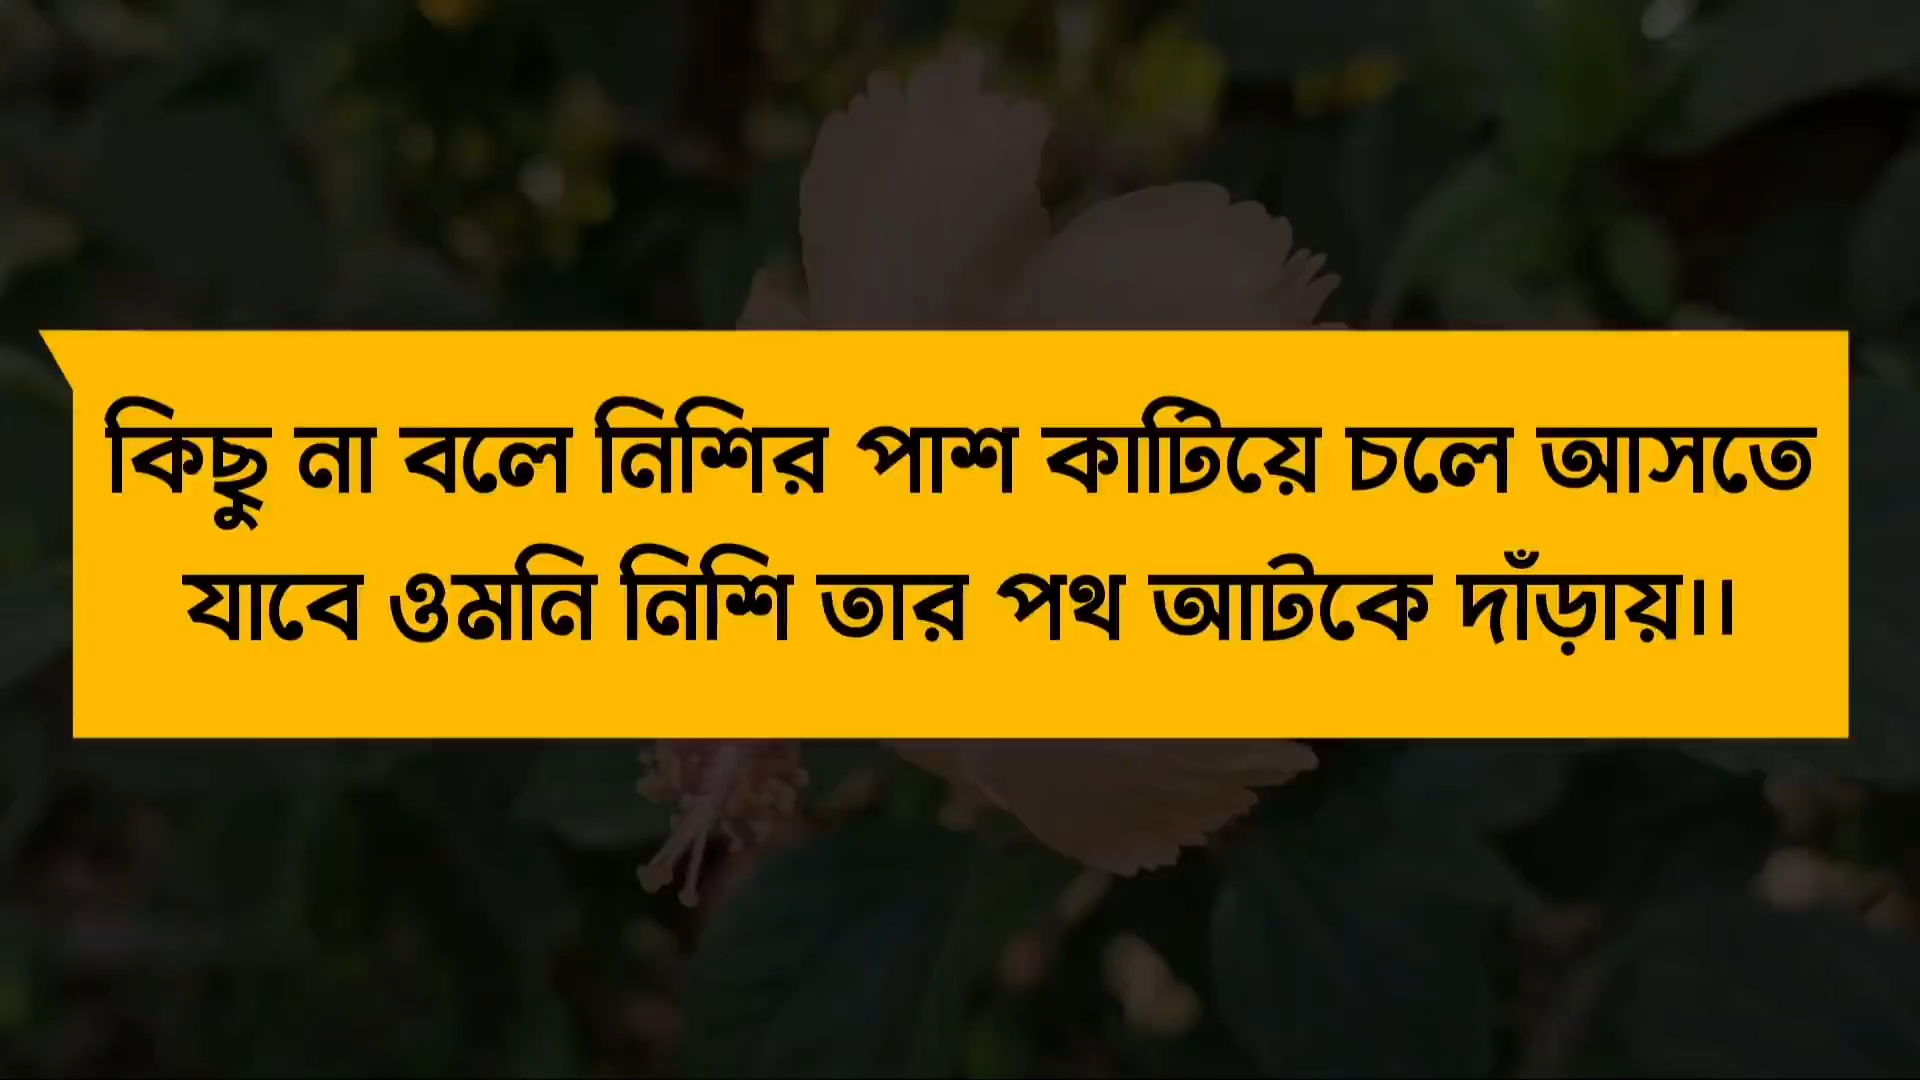 কিছু না বলে নিশির পাশ কাটিয়ে চলে আসতে
যাবে ওমনি নিশি তার পথ আটকে দাঁড়ায়।।